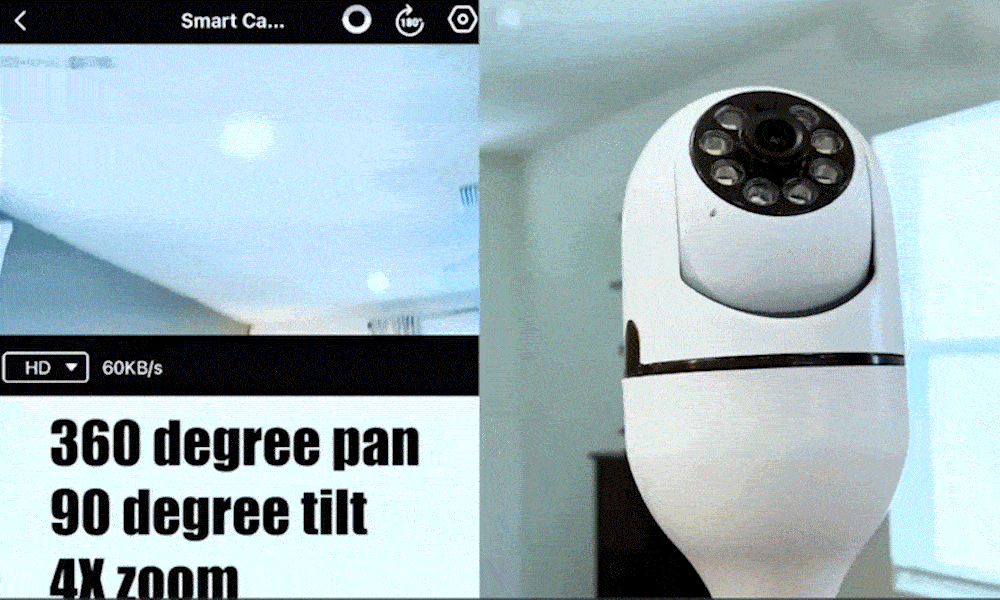 Smart Ca...
180°
HD
60KB/s
360 degree pan
90 degree tilt
4X zoom